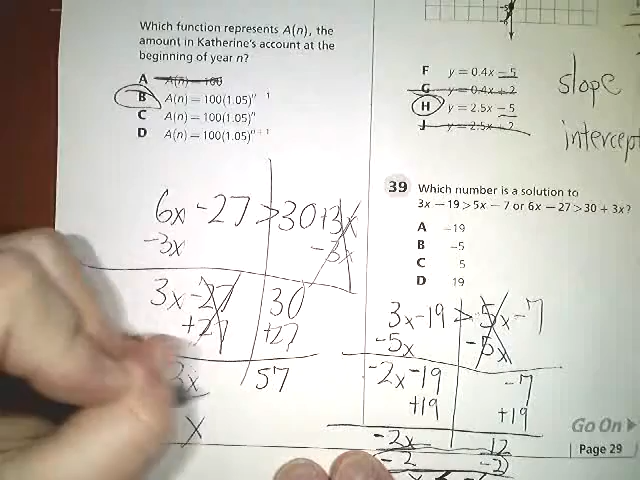 Which function represents A(n), the
amount in Katherine's account at the
beginning of year n?
A A(n) = 100
B A(n) = 100(1.05)ⁿ⁻¹
C A(n) = 100(1.05)ⁿ
D A(n) = 100(1.05)ⁿ⁺¹
6x - 27 > 30 + 3x
-3x -3x
3x - 27 30
+27 +27
3x 57
x
F y = 0.4x - 5
G y = 0.4x + 2
H y = 2.5x - 5
J y = 2.5x + 2
slope
intercept
39 Which number is a solution to
3x − 19 > 5x − 7 or 6x − 27 > 30 + 3x?
A −19
B −5
C 5
D 19
3x - 19 > 5x - 7
-5x -5x
-2x - 19 -7
+19 +19
-2x 12
-2 -2
Go On
Page 29